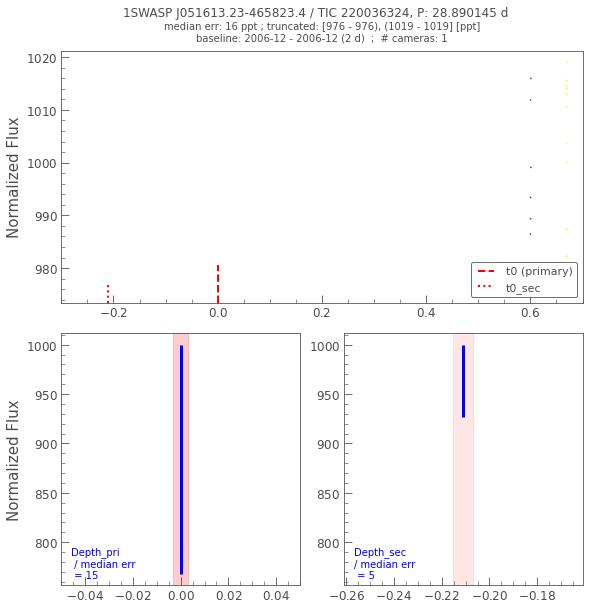 1SWASP J051613.23-465823.4 / TIC 220036324, P: 28.890145 d
median err: 16 ppt ; truncated: [976 - 976), (1019 - 1019] [ppt]
baseline: 2006-12 - 2006-12 (2 d)  ;  # cameras: 1
Normalized Flux
1020
1010
1000
990
980
−0.2 0.0 0.2 0.4 0.6
t0 (primary)
t0_sec
Normalized Flux
1000
950
900
850
800
Depth_pri
/ median err
= 15
−0.04 −0.02 0.00 0.02 0.04
1000
950
900
850
800
Depth_sec
/ median err
= 5
−0.26 −0.24 −0.22 −0.20 −0.18